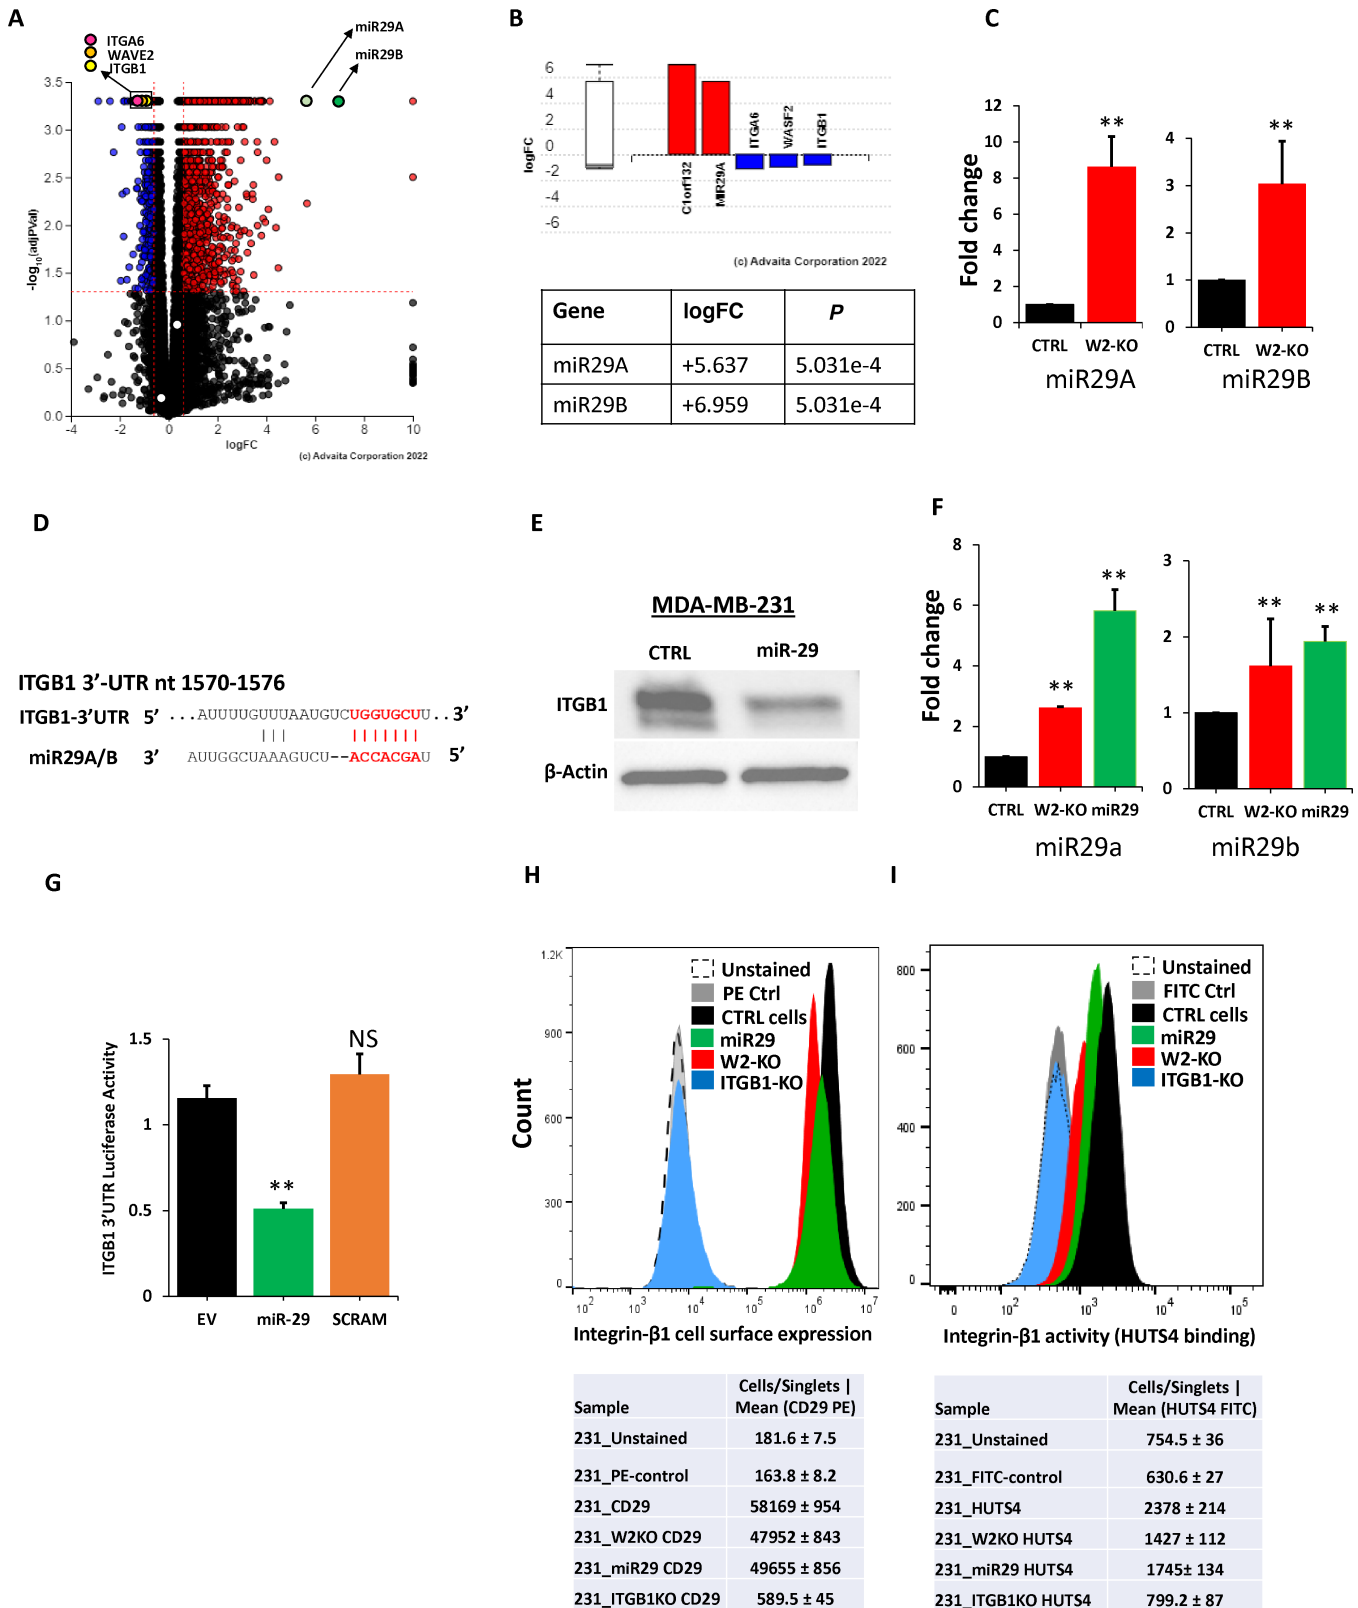 A
ITGA6
WAVE2
ITGB1
miR29A
miR29B
3.5
3.0
2.5
2.0
1.5
1.0
0.5
0.0
-log10(adjPVal)
-4 -2 0 2 4 6 8 10
logFC
(c) Advaita Corporation 2022
B
6
4
2
0
-2
-4
-6
logFC
C1orf132
MIR29A
ITGA6
WASF2
ITGB1
(c) Advaita Corporation 2022
Gene logFC P
miR29A +5.637 5.031e-4
miR29B +6.959 5.031e-4
C
Fold change
12
10
8
6
4
2
0
**
CTRL W2-KO
miR29A
4
3
2
1
0
**
CTRL W2-KO
miR29B
D
ITGB1 3’-UTR nt 1570-1576
ITGB1-3’UTR 5’ ...AUUUUGUUUAAUGUCUGGUGCUU..3’
miR29A/B 3’ AUUGGCUAAAGUCU--ACCACGAU 5’
E
MDA-MB-231
CTRL miR-29
ITGB1
β-Actin
F
Fold change
8
6
4
2
0
**
**
CTRL W2-KO miR29
miR29a
3
2
1
0
** **
CTRL W2-KO miR29
miR29b
G
ITGB1 3’UTR Luciferase Activity
1.5
1
0.5
0
**
NS
EV miR-29 SCRAM
H
Count
1.2K
900
600
300
0
Unstained
PE Ctrl
CTRL cells
miR29
W2-KO
ITGB1-KO
10^2 10^3 10^4 10^5 10^6 10^7
Integrin-β1 cell surface expression
Sample Cells/Singlets | Mean (CD29 PE)
231_Unstained 181.6 ± 7.5
231_PE-control 163.8 ± 8.2
231_CD29 58169 ± 954
231_W2KO CD29 47952 ± 843
231_miR29 CD29 49655 ± 856
231_ITGB1KO CD29 589.5 ± 45
I
800
600
400
200
0
Unstained
FITC Ctrl
CTRL cells
miR29
W2-KO
ITGB1-KO
0 10^2 10^3 10^4 10^5
Integrin-β1 activity (HUTS4 binding)
Sample Cells/Singlets | Mean (HUTS4 FITC)
231_Unstained 754.5 ± 36
231_FITC-control 630.6 ± 27
231_HUTS4 2378 ± 214
231_W2KO HUTS4 1427 ± 112
231_miR29 HUTS4 1745± 134
231_ITGB1KO HUTS4 799.2 ± 87